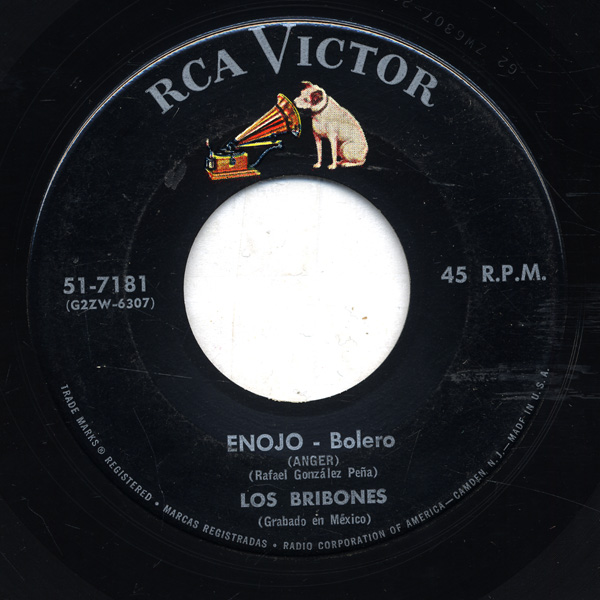 RCA VICTOR
51-7181
(G2ZW-6307)
45 R.P.M.
ENOJO - Bolero
(ANGER)
(Rafael González Peña)
LOS BRIBONES
(Grabado en México)
TRADE MARKS ® REGISTERED • MARCAS REGISTRADAS • RADIO CORPORATION OF AMERICA—CAMDEN, N.J.—MADE IN U.S.A.